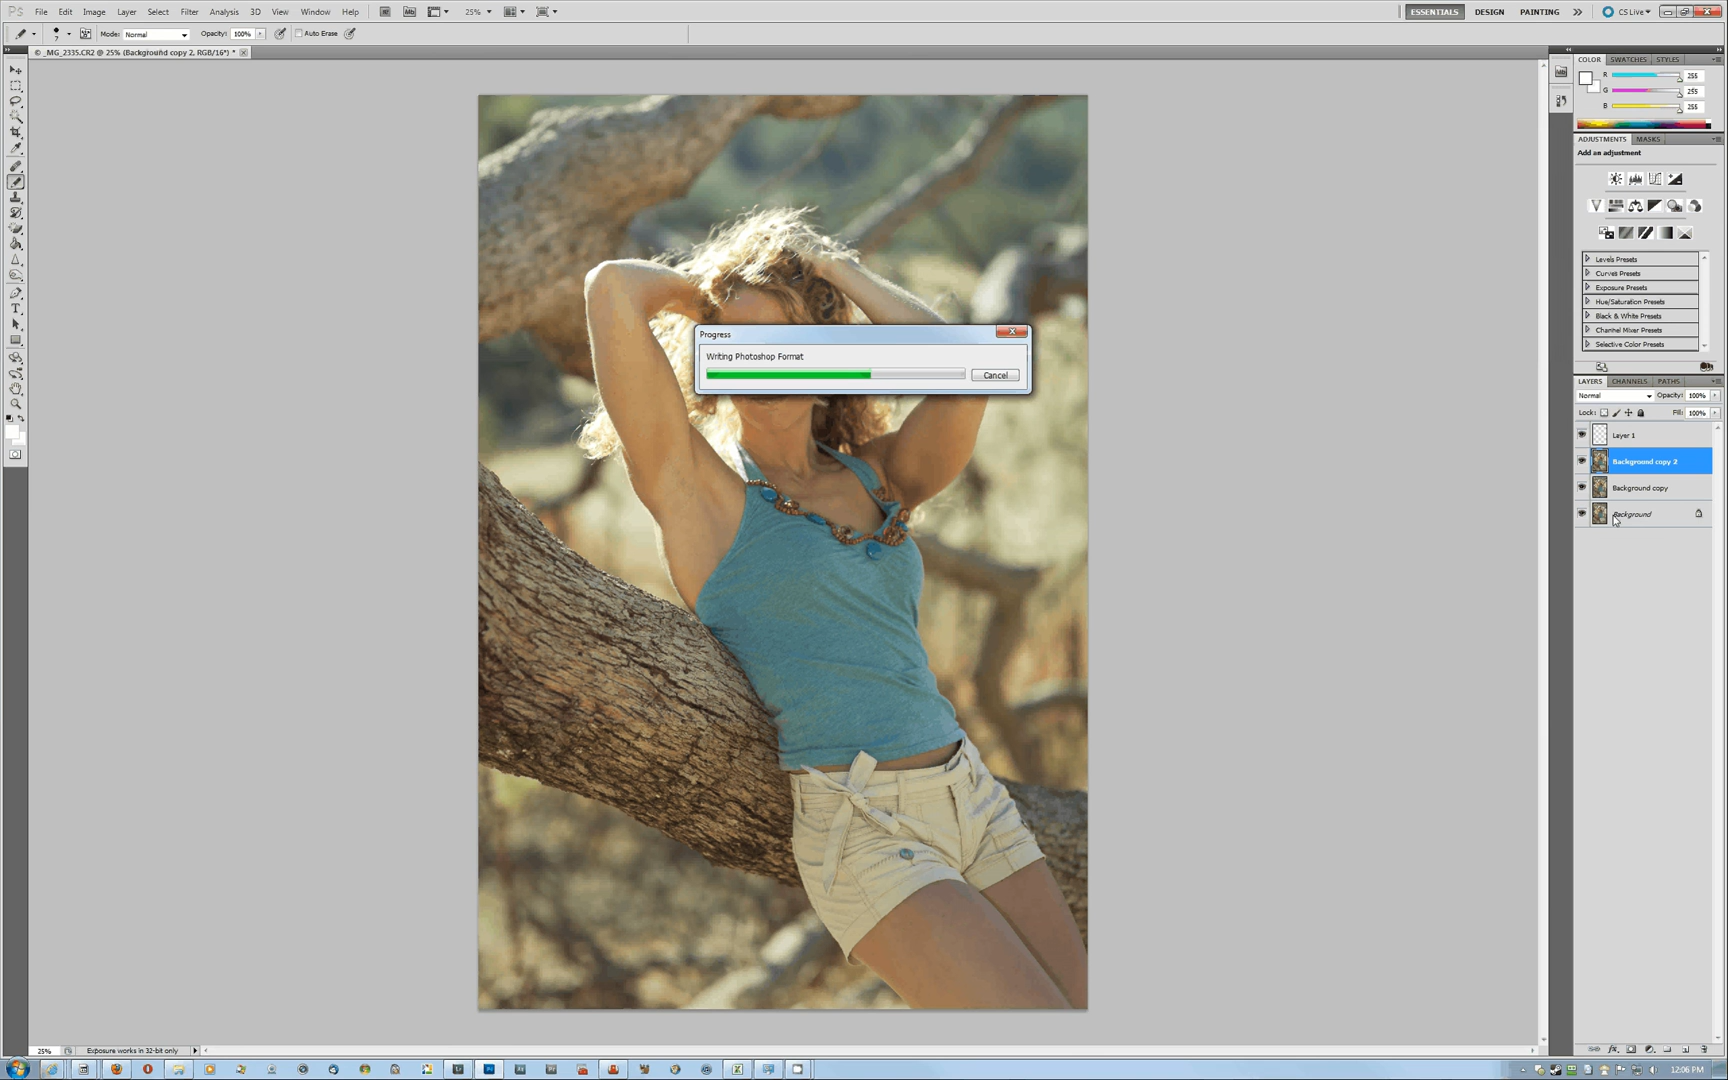 Ps File Edit Image Layer Select Filter Analysis 3D View Window Help Mb 25% ESSENTIALS DESIGN PAINTING CS Live
7 Mode: Normal Opacity: 100% Auto Erase
© _MG_2335.CR2 @ 25% (Background copy 2, RGB/16*) *
COLOR SWATCHES STYLES
R 255
G 255
B 255
ADJUSTMENTS MASKS
Add an adjustment
Levels Presets
Curves Presets
Exposure Presets
Hue/Saturation Presets
Black & White Presets
Channel Mixer Presets
Selective Color Presets
Progress
Writing Photoshop Format
Cancel
LAYERS CHANNELS PATHS
Normal Opacity: 100%
Lock: Fill: 100%
Layer 1
Background copy 2
Background copy
Background
25% Exposure works in 32-bit only
12:06 PM